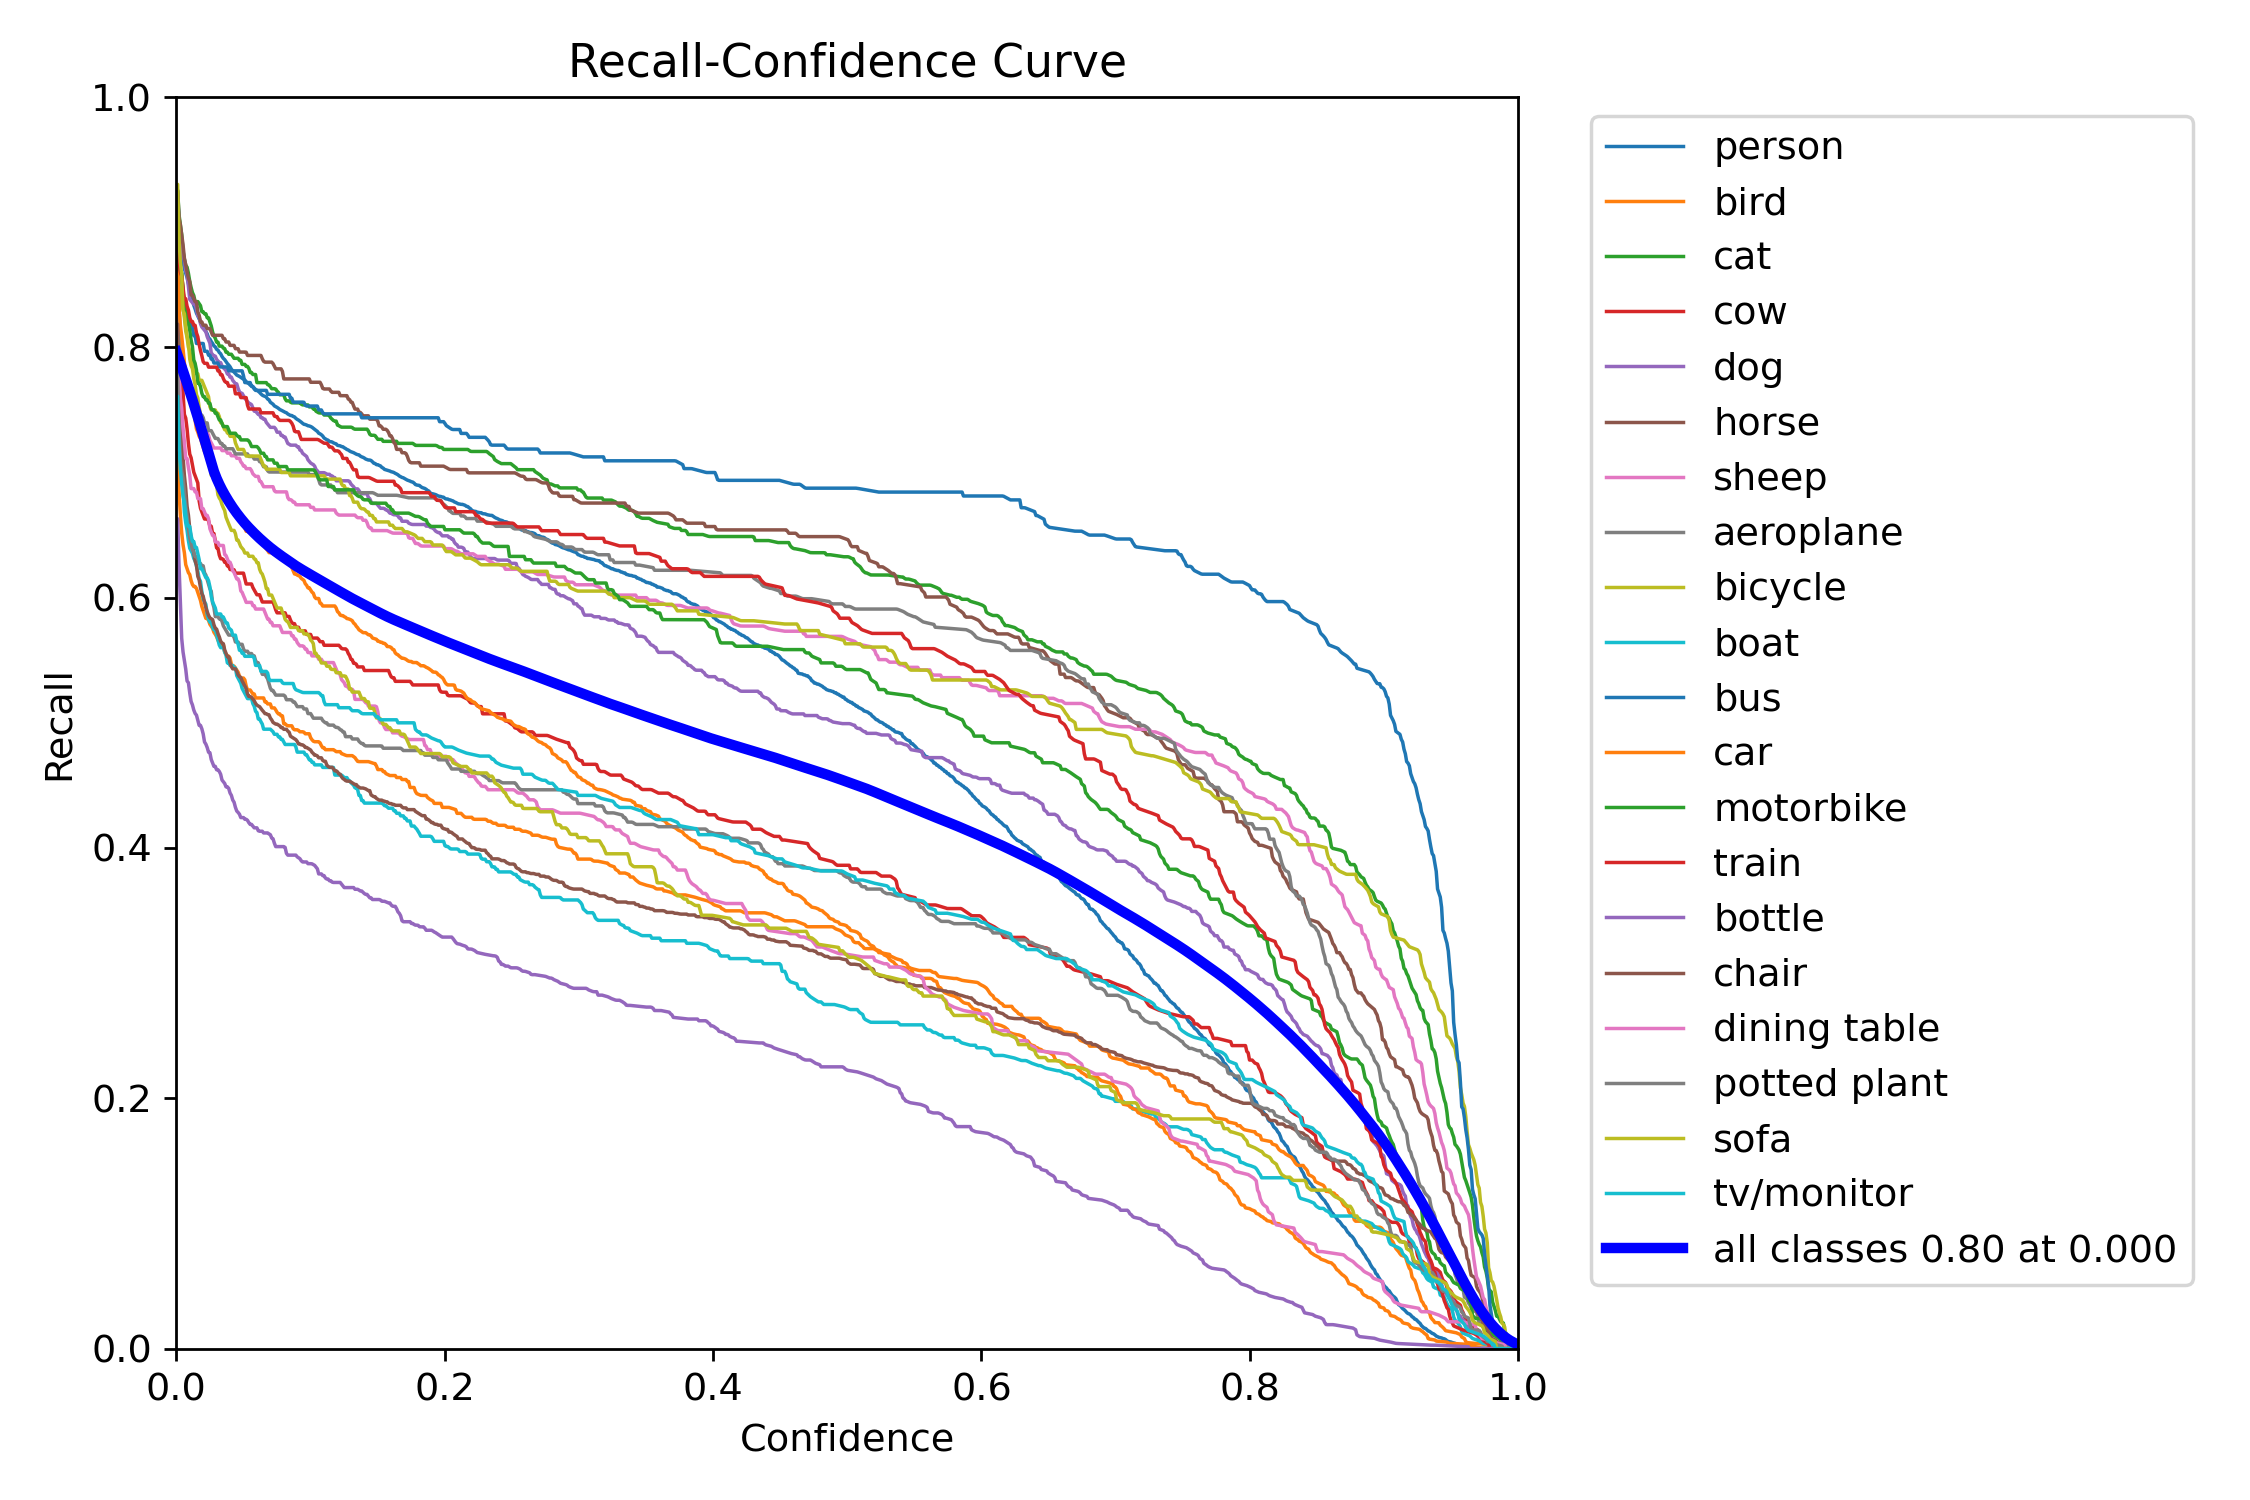 Recall-Confidence Curve
1.0
0.8
0.6
0.4
0.2
0.0
Recall
0.0 0.2 0.4 0.6 0.8 1.0
Confidence
person
bird
cat
cow
dog
horse
sheep
aeroplane
bicycle
boat
bus
car
motorbike
train
bottle
chair
dining table
potted plant
sofa
tv/monitor
all classes 0.80 at 0.000